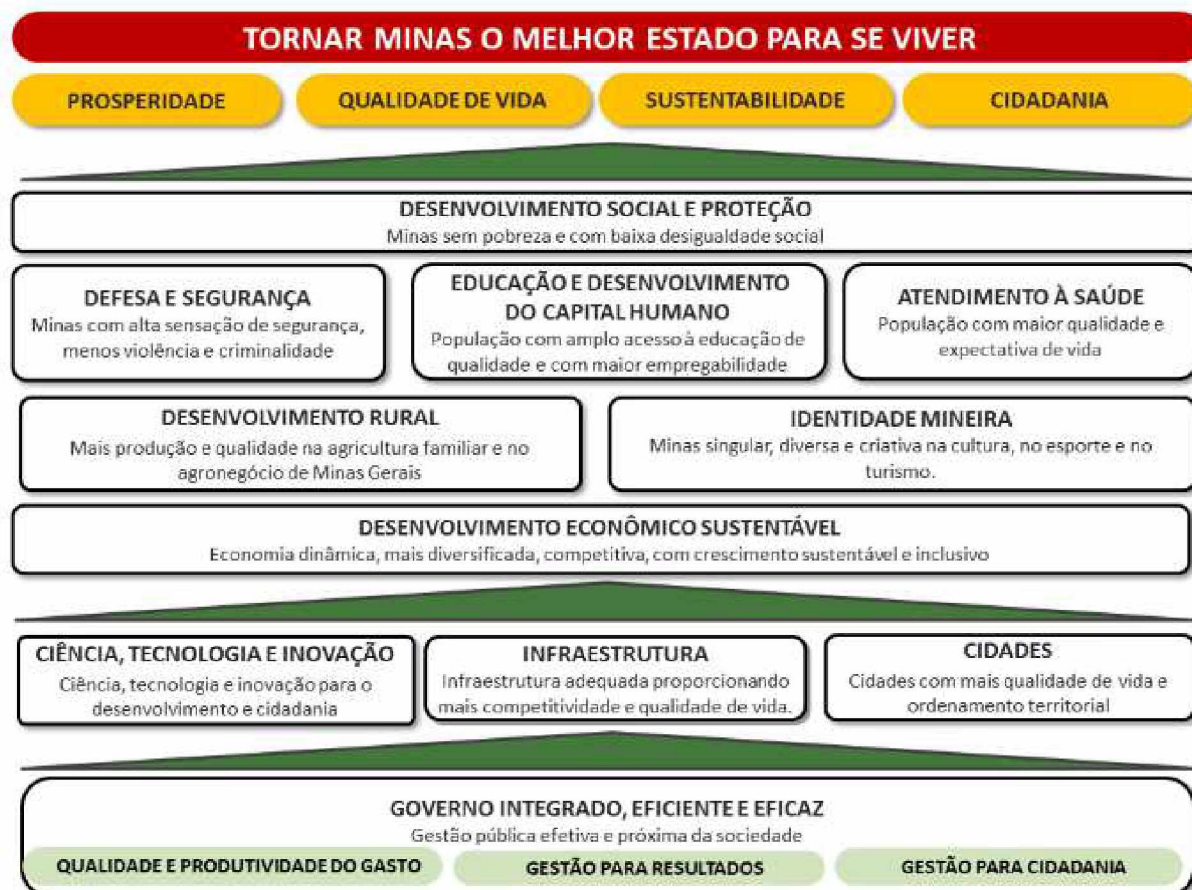 TORNAR MINAS O MELHOR ESTADO PARA SE VIVER
PROSPERIDADE
QUALIDADE DE VIDA
SUSTENTABILIDADE
CIDADANIA
DESENVOLVIMENTO SOCIAL E PROTEÇÃO
Minas sem pobreza e com baixa desigualdade social
DEFESA E SEGURANÇA
Minas com alta sensação de segurança,
menos violência e criminalidade
EDUCAÇÃO E DESENVOLVIMENTO
DO CAPITAL HUMANO
População com amplo acesso à educação de
qualidade e com maior empregabilidade
ATENDIMENTO À SAÚDE
População com maior qualidade e
expectativa de vida
DESENVOLVIMENTO RURAL
Mais produção e qualidade na agricultura familiar e no
agronegócio de Minas Gerais
IDENTIDADE MINEIRA
Minas singular, diversa e criativa na cultura, no esporte e no
turismo.
DESENVOLVIMENTO ECONÔMICO SUSTENTÁVEL
Economia dinâmica, mais diversificada, competitiva, com crescimento sustentável e inclusivo
CIÊNCIA, TECNOLOGIA E INOVAÇÃO
Ciência, tecnologia e inovação para o
desenvolvimento e cidadania
INFRAESTRUTURA
Infraestrutura adequada proporcionando
mais competitividade e qualidade de vida.
CIDADES
Cidades com mais qualidade de vida e
ordenamento territorial
GOVERNO INTEGRADO, EFICIENTE E EFICAZ
Gestão pública efetiva e próxima da sociedade
QUALIDADE E PRODUTIVIDADE DO GASTO
GESTÃO PARA RESULTADOS
GESTÃO PARA CIDADANIA